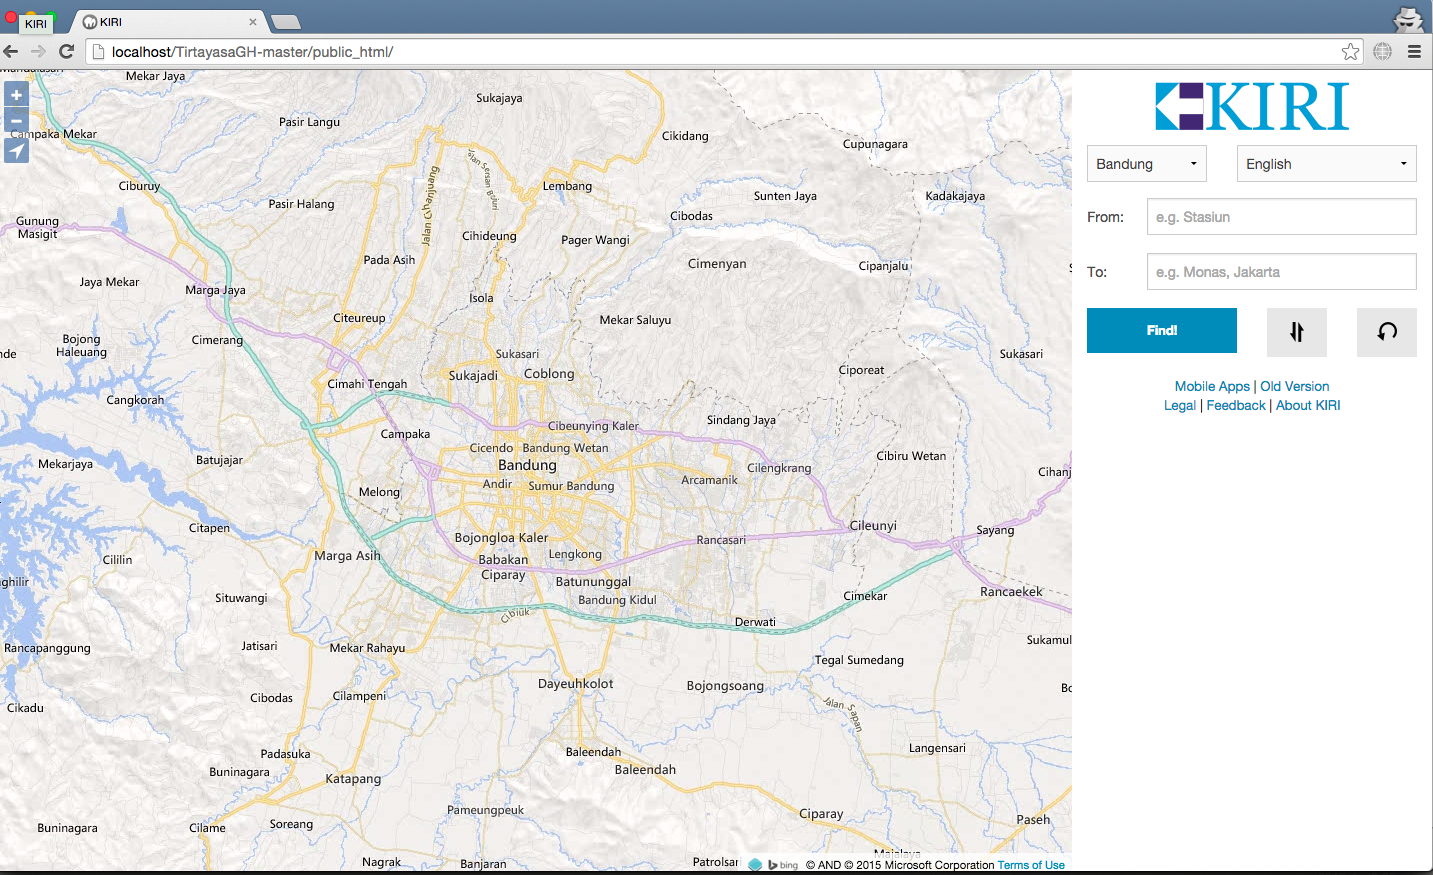 KIRI
KIRI
localhost/TirtayasaGH-master/public_html/
Mekar Jaya
Sukajaya
Pasir Langu
Campaka Mekar
Cikidang
Cupunagara
Jalan Cihanjuang
Ciburuy
Lembang
Sunten Jaya
Kadakajaya
Pasir Halang
Cibodas
Gunung
Masigit
Cihideung
Pager Wangi
Pada Asih
Cimenyan
Cipanjalu
Jaya Mekar
Marga Jaya
Isola
Citeureup
Mekar Saluyu
Bojong
Haleuang
Cimerang
nde
Sukasari
Sukasari
Cimahi Tengah
Sukajadi
Coblong
Ciporeat
Cangkorah
Sindang Jaya
Campaka
Cibeunying Kaler
Cicendo
Bandung Wetan
Cibiru Wetan
Mekarjaya
Batujajar
Bandung
Cilengkrang
Cihanj
Andir
Sumur Bandung
Arcamanik
Melong
Citapen
Cileunyi
Sayang
Bojongloa Kaler
Rancasari
Cililin
Marga Asih
Babakan
Ciparay
Lengkong
ghilir
Batununggal
Situwangi
Bandung Kidul
Cimekar
Rancaekek
Cibiuk
Derwati
Rancapanggung
Jatisari
Mekar Rahayu
Sukamul
Tegal Sumedang
Cibodas
Cilampeni
Dayeuhkolot
Bojongsoang
Bo
Cikadu
Jalan Sapan
Padasuka
Baleendah
Langensari
Buninagara
Katapang
Baleendah
Pameungpeuk
Ciparay
Paseh
Buninagara
Cilame
Soreang
Majalaya
Nagrak
Banjaran
Patrolsar
bing
© AND © 2015 Microsoft Corporation Terms of Use
KIRI
Bandung
English
From:
e.g. Stasiun
To:
e.g. Monas, Jakarta
Find!
Mobile Apps | Old Version
Legal | Feedback | About KIRI